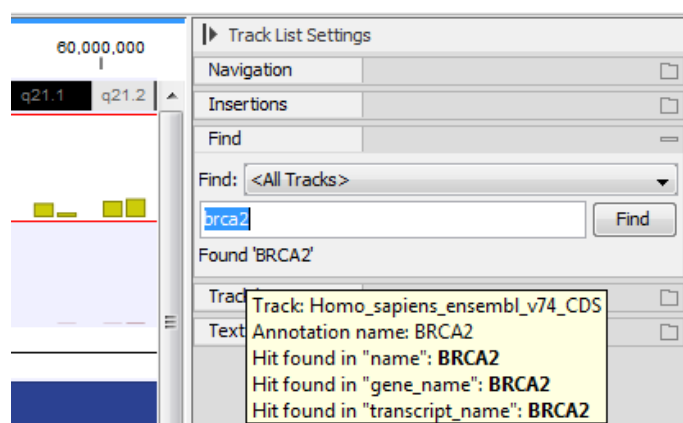 60,000,000
q21.1 q21.2
Track List Settings
Navigation
Insertions
Find
Find: <All Tracks>
brca2 Find
Found 'BRCA2'
Text
Track: Homo_sapiens_ensembl_v74_CDS
Annotation name: BRCA2
Hit found in "name": BRCA2
Hit found in "gene_name": BRCA2
Hit found in "transcript_name": BRCA2